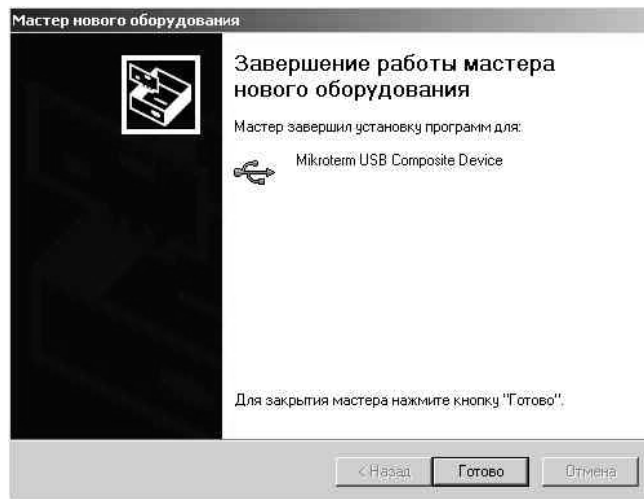 Мастер нового оборудования
Завершение работы мастера
нового оборудования
Мастер завершил установку программ для:
Mikroterm USB Composite Device
Для закрытия мастера нажмите кнопку "Готово".
< Назад
Готово
Отмена